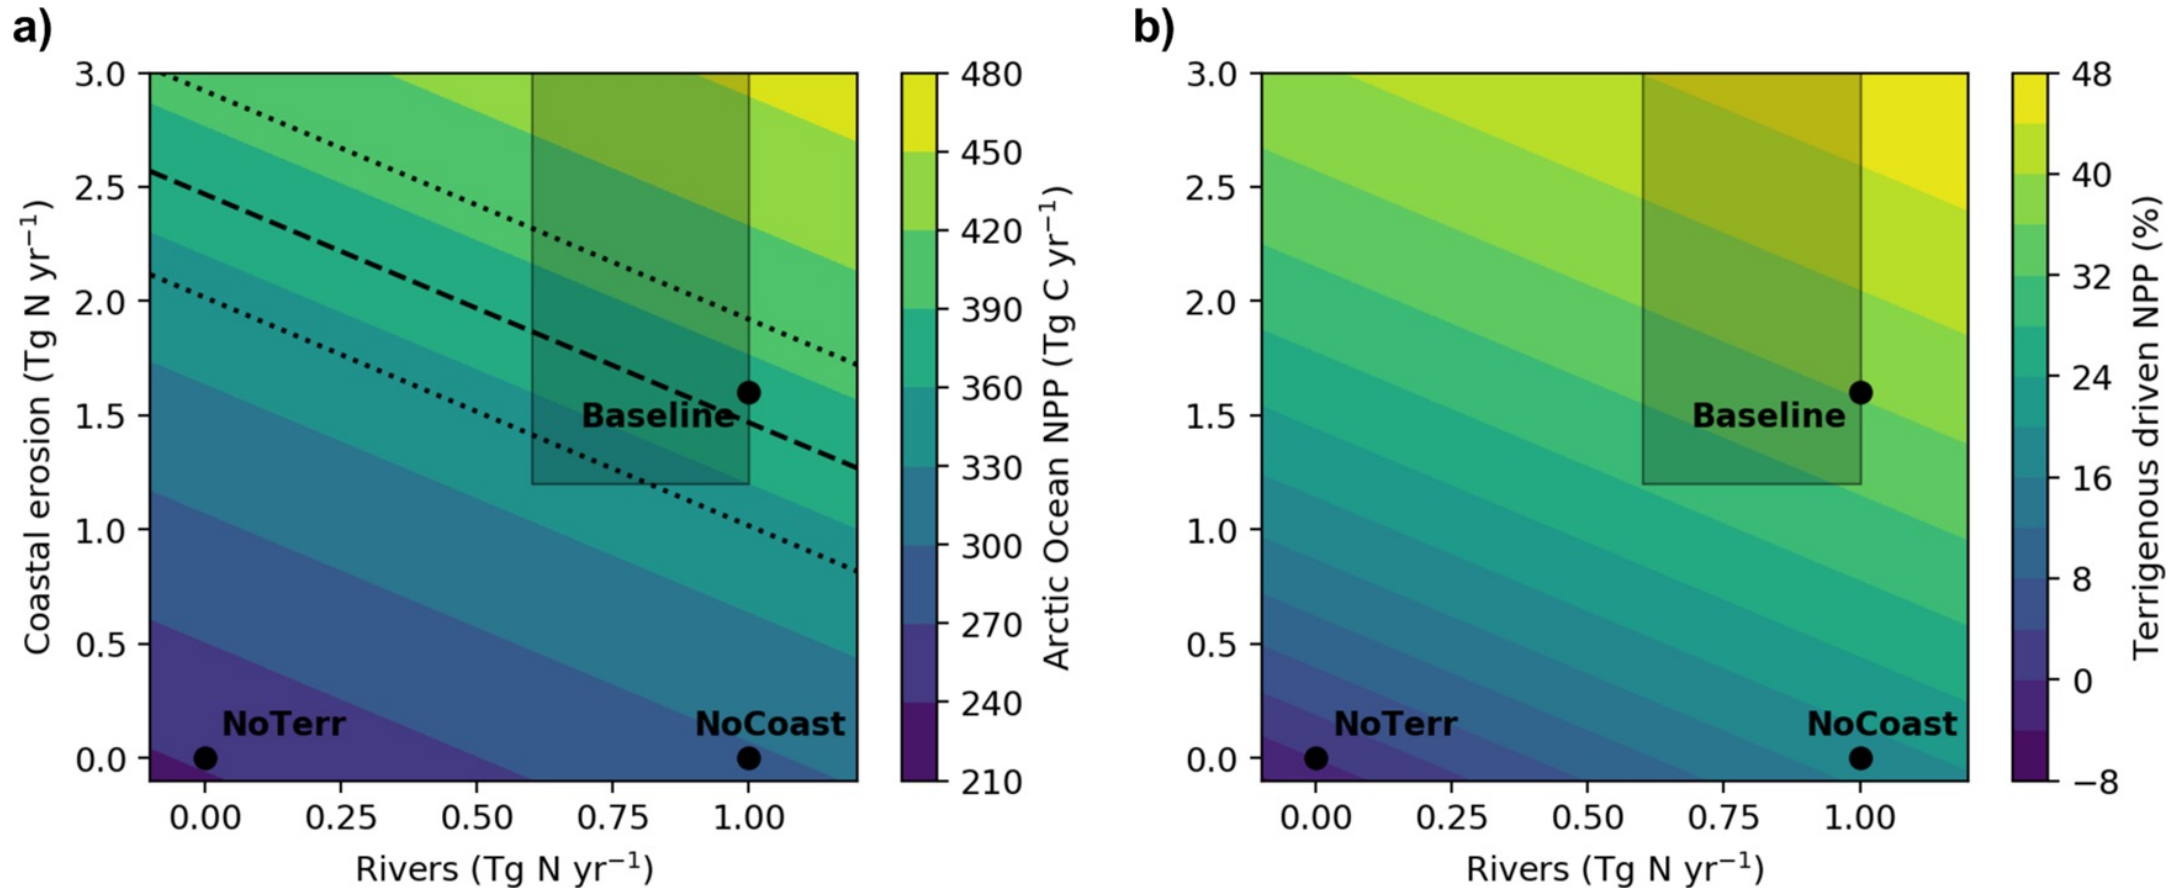 a)
3.0
2.5
2.0
1.5
1.0
0.5
0.0
Coastal erosion (Tg N yr⁻¹)
Baseline
NoTerr
NoCoast
0.00 0.25 0.50 0.75 1.00
Rivers (Tg N yr⁻¹)
480
450
420
390
360
330
300
270
240
210
Arctic Ocean NPP (Tg C yr⁻¹)
b)
3.0
2.5
2.0
1.5
1.0
0.5
0.0
Baseline
NoTerr
NoCoast
0.00 0.25 0.50 0.75 1.00
Rivers (Tg N yr⁻¹)
48
40
32
24
16
8
0
−8
Terrigenous driven NPP (%)